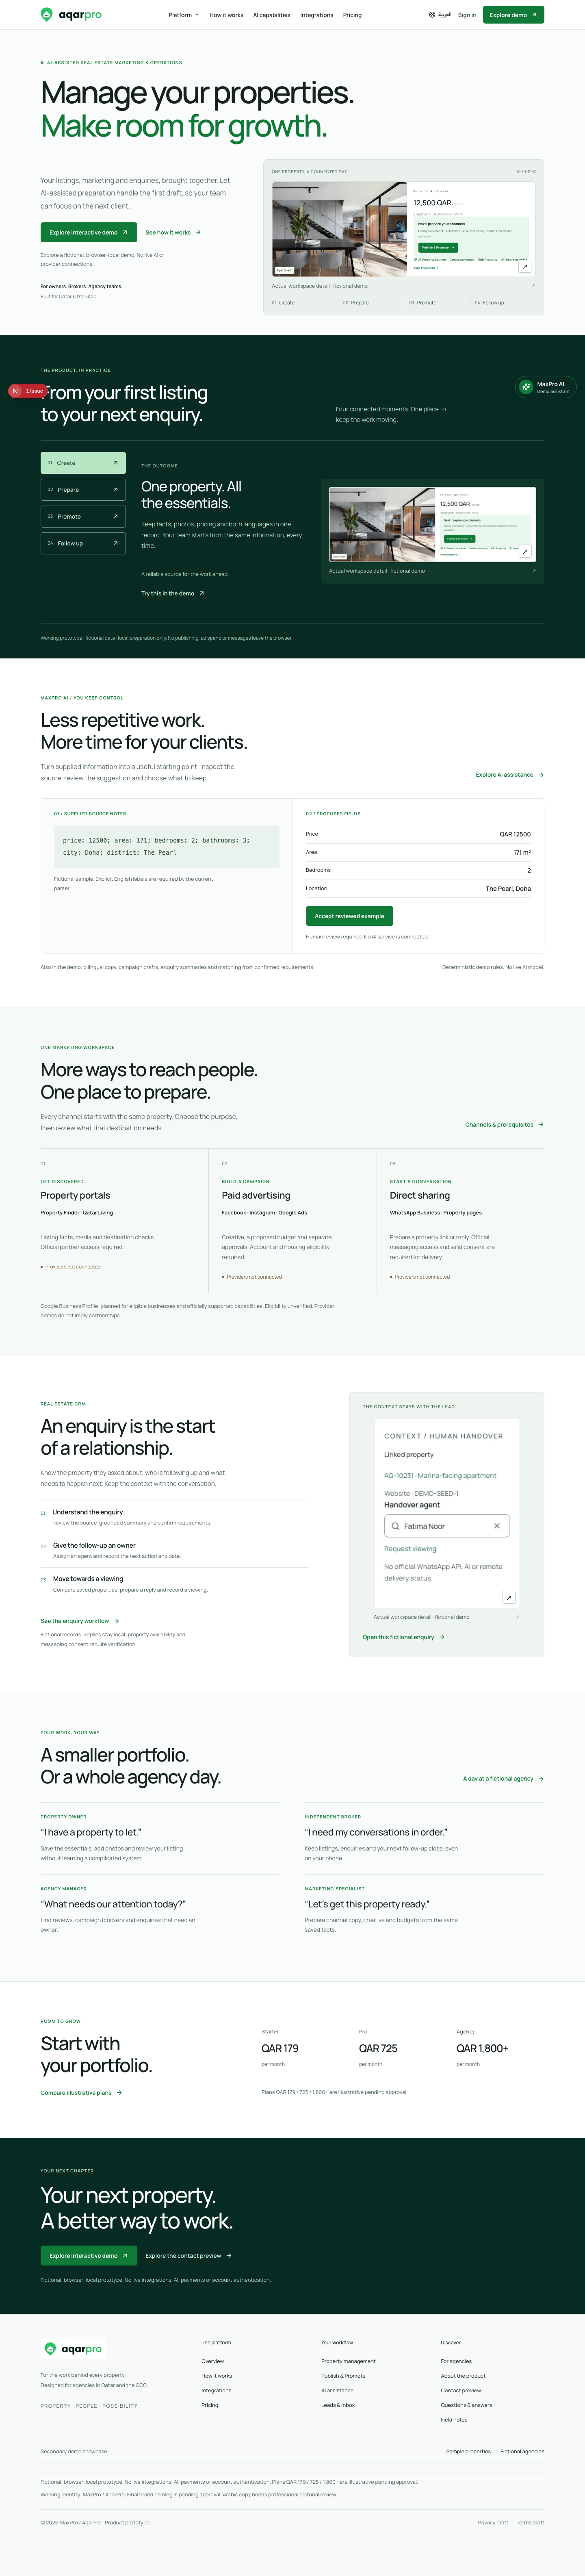 aqarpro
Platform
How it works
AI capabilities
Integrations
Pricing
العربية
Sign in
Explore demo
AI-ASSISTED REAL ESTATE MARKETING & OPERATIONS
Manage your properties.
Make room for growth.
Your listings, marketing and enquiries, brought together. Let
AI-assisted preparation handle the first draft, so your team
can focus on the next client.
Explore interactive demo
See how it works
Explore a fictional, browser-local demo. No live AI or
provider connections.
For owners. Brokers. Agency teams.
Built for Qatar & the GCC
ONE PROPERTY. A CONNECTED DAY
AQ-10231
12,500 QAR
Next: prepare your channels
Publish & Promote
Actual workspace detail · fictional demo
01 Create
02 Prepare
03 Promote
04 Follow up
THE PRODUCT, IN PRACTICE
From your first listing
to your next enquiry.
N
1 Issue
Four connected moments. One place to
keep the work moving.
MaxPro AI
Demo assistant
01 Create
02 Prepare
03 Promote
04 Follow up
THE OUTCOME
One property. All
the essentials.
Keep facts, photos, pricing and both languages in one
record. Your team starts from the same information, every
time.
A reliable source for the work ahead.
Try this in the demo
12,500 QAR
Next: prepare your channels
Actual workspace detail · fictional demo
Working prototype · fictional data · local preparation only. No publishing, ad spend or messages leave the browser.
MAXPRO AI / YOU KEEP CONTROL
Less repetitive work.
More time for your clients.
Turn supplied information into a useful starting point. Inspect the
source, review the suggestion and choose what to keep.
Explore AI assistance
01 / SUPPLIED SOURCE NOTES
price: 12500; area: 171; bedrooms: 2; bathrooms: 3;
city: Doha; district: The Pearl
Fictional sample. Explicit English labels are required by the current
parser.
02 / PROPOSED FIELDS
Price QAR 12500
Area 171 m²
Bedrooms 2
Location The Pearl, Doha
Accept reviewed example
Human review required. No AI service is connected.
Also in the demo: bilingual copy, campaign drafts, enquiry summaries and matching from confirmed requirements.
Deterministic demo rules. No live AI model.
ONE MARKETING WORKSPACE
More ways to reach people.
One place to prepare.
Every channel starts with the same property. Choose the purpose,
then review what that destination needs.
Channels & prerequisites
01
GET DISCOVERED
Property portals
Property Finder · Qatar Living
Listing facts, media and destination checks.
Official partner access required.
Providers not connected
02
BUILD A CAMPAIGN
Paid advertising
Facebook · Instagram · Google Ads
Creative, a proposed budget and separate
approvals. Account and housing eligibility
required.
Providers not connected
03
START A CONVERSATION
Direct sharing
WhatsApp Business · Property pages
Prepare a property link or reply. Official
messaging access and valid consent are
required for delivery.
Providers not connected
Google Business Profile: planned for eligible businesses and officially supported capabilities. Eligibility unverified. Provider
names do not imply partnerships.
REAL ESTATE CRM
An enquiry is the start
of a relationship.
Know the property they asked about, who is following up and what
needs to happen next. Keep the context with the conversation.
01 Understand the enquiry
Review the source-grounded summary and confirm requirements.
02 Give the follow-up an owner
Assign an agent and record the next action and date.
03 Move towards a viewing
Compare saved properties, prepare a reply and record a viewing.
See the enquiry workflow
Fictional records. Replies stay local; property availability and
messaging consent require verification.
THE CONTEXT STAYS WITH THE LEAD
CONTEXT / HUMAN HANDOVER
Linked property
AQ-10231 · Marina-facing apartment
Website · DEMO-SEED-1
Handover agent
Fatima Noor
Request viewing
No official WhatsApp API, AI or remote
delivery status.
Actual workspace detail · fictional demo
Open this fictional enquiry
YOUR WORK, YOUR WAY
A smaller portfolio.
Or a whole agency day.
A day at a fictional agency
PROPERTY OWNER
“I have a property to let.”
Save the essentials, add photos and review your listing
without learning a complicated system.
INDEPENDENT BROKER
“I need my conversations in order.”
Keep listings, enquiries and your next follow-up close, even
on your phone.
AGENCY MANAGER
“What needs our attention today?”
Find reviews, campaign blockers and enquiries that need an
owner.
MARKETING SPECIALIST
“Let’s get this property ready.”
Prepare channel copy, creative and budgets from the same
saved facts.
ROOM TO GROW
Start with
your portfolio.
Compare illustrative plans
Starter
QAR 179
per month
Pro
QAR 725
per month
Agency
QAR 1,800+
per month
Plans QAR 179 / 725 / 1,800+ are illustrative pending approval.
YOUR NEXT CHAPTER
Your next property.
A better way to work.
Explore interactive demo
Explore the contact preview
Fictional, browser-local prototype. No live integrations, AI, payments or account authentication.
aqarpro
For the work behind every property.
Designed for agencies in Qatar and the GCC.
PROPERTY · PEOPLE · POSSIBILITY
The platform
Overview
How it works
Integrations
Pricing
Your workflow
Property management
Publish & Promote
AI assistance
Leads & Inbox
Discover
For agencies
About the product
Contact preview
Questions & answers
Field notes
Secondary demo showcase
Sample properties
Fictional agencies
Fictional, browser-local prototype. No live integrations, AI, payments or account authentication. Plans QAR 179 / 725 / 1,800+ are illustrative pending approval.
Working identity: MaxPro / AqarPro. Final brand naming is pending approval. Arabic copy needs professional editorial review.
© 2026 MaxPro / AqarPro · Product prototype
Privacy draft
Terms draft